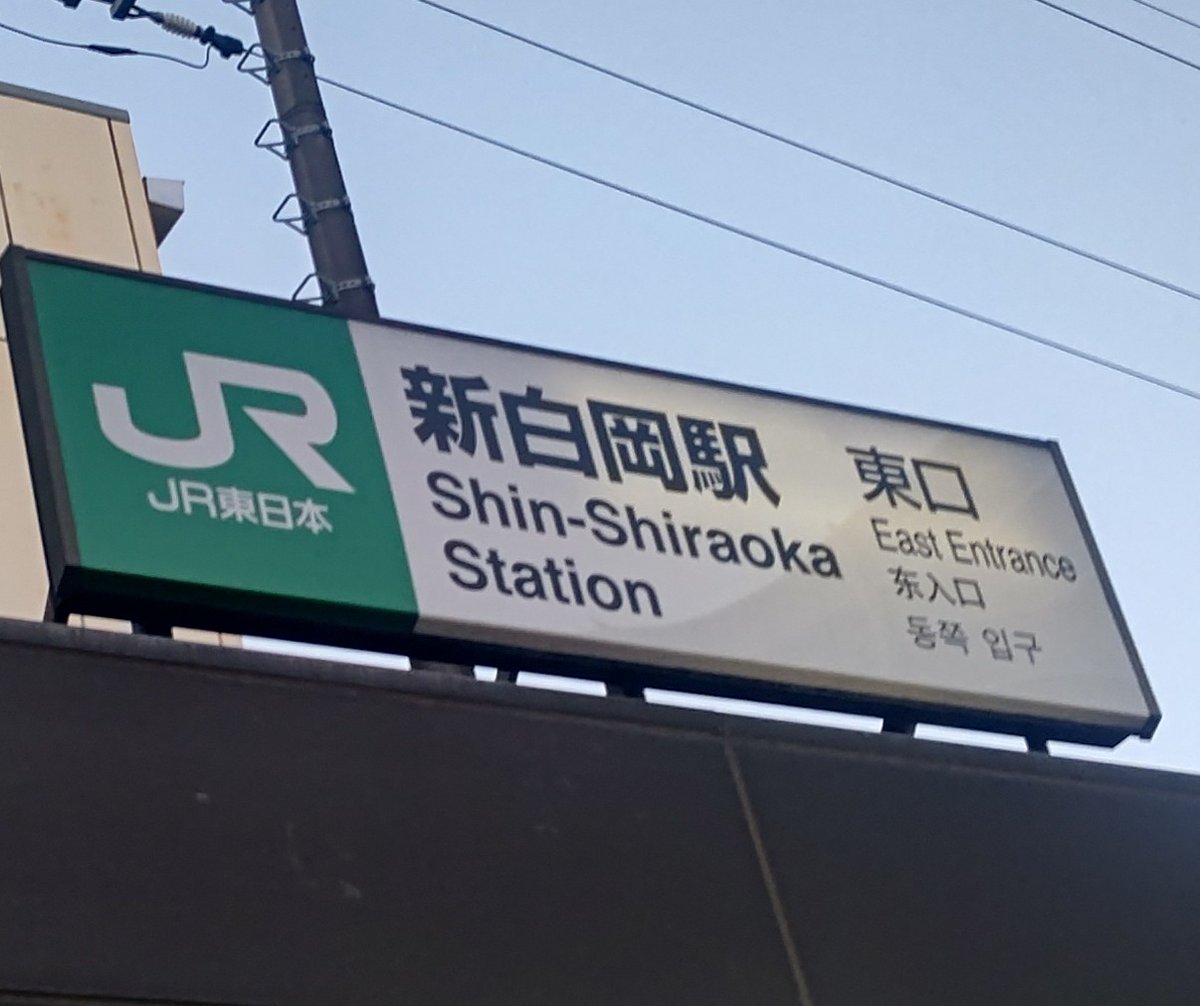 JR
JR東日本
新白岡駅
Shin-Shiraoka
Station
東口
East Entrance
东入口
동쪽 입구